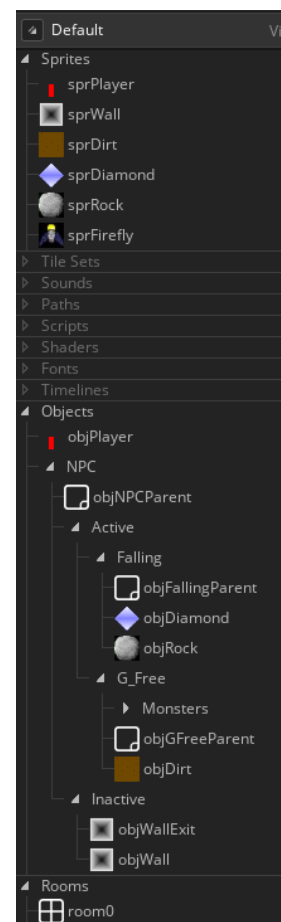 Default Vi
Sprites
sprPlayer
sprWall
sprDirt
sprDiamond
sprRock
sprFirefly
Tile Sets
Sounds
Paths
Scripts
Shaders
Fonts
Timelines
Objects
objPlayer
NPC
objNPCParent
Active
Falling
objFallingParent
objDiamond
objRock
G_Free
Monsters
objGFreeParent
objDirt
Inactive
objWallExit
objWall
Rooms
room0